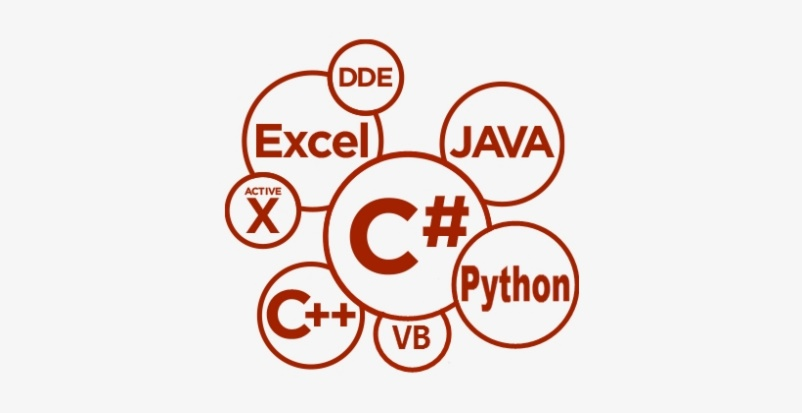 DDE
Excel
JAVA
ACTIVE
X
C#
Python
C++
VB